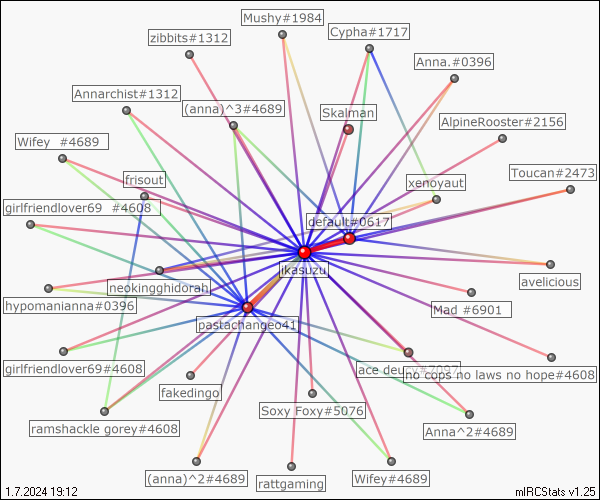 Mushy#1984
Cypha#1717
zibbits#1312
Anna.#0396
Annarchist#1312
(anna)^3#4689
Skalman
AlpineRooster#2156
Wifey  #4689
Toucan#2473
frisout
xenoyaut
girlfriendlover69 #4608
default#0617
ikasuzu
neokingghidorah
avelicious
hypomanianna#0396
Mad #6901
pastachangeo41
girlfriendlover69#4608
ace deucy#7097
no cops no laws no hope#4608
fakedingo
Soxy Foxy#5076
ramshackle gorey#4608
Anna^2#4689
(anna)^2#4689
rattgaming
Wifey#4689
1.7.2024 19:12
mIRCStats v1.25